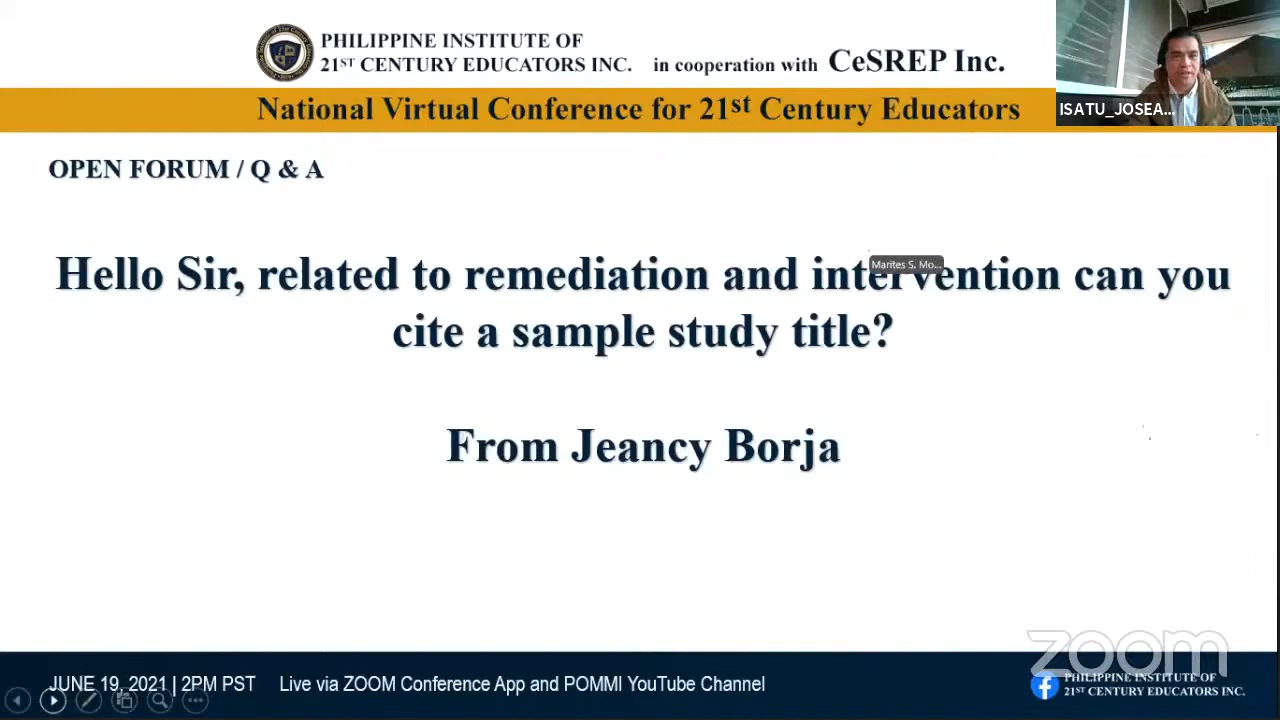 PHILIPPINE INSTITUTE OF
21ST CENTURY EDUCATORS INC. in cooperation with CeSREP Inc.
National Virtual Conference for 21st Century Educators
ISATU_JOSEA...
OPEN FORUM / Q & A
Hello Sir, related to remediation and intervention can you
Marites S. Mo...
cite a sample study title?
From Jeancy Borja
zoom
JUNE 19, 2021 | 2PM PST Live via ZOOM Conference App and POMMI YouTube Channel
PHILIPPINE INSTITUTE OF
21ST CENTURY EDUCATORS INC.